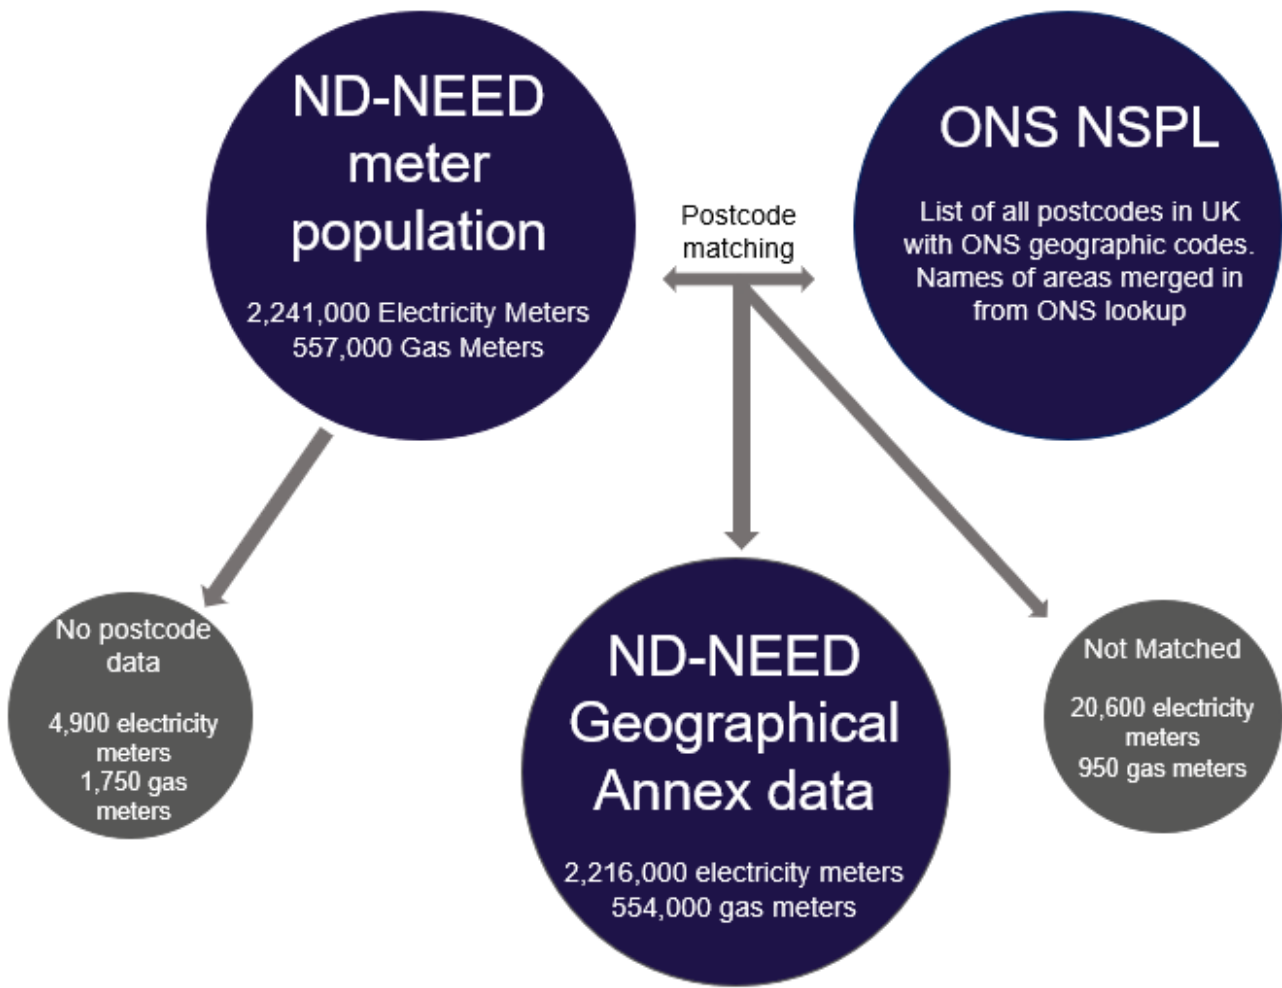 ND-NEED
meter
population
2,241,000 Electricity Meters
557,000 Gas Meters
Postcode
matching
ONS NSPL
List of all postcodes in UK
with ONS geographic codes.
Names of areas merged in
from ONS lookup
No postcode
data
4,900 electricity
meters
1,750 gas
meters
ND-NEED
Geographical
Annex data
2,216,000 electricity meters
554,000 gas meters
Not Matched
20,600 electricity
meters
950 gas meters